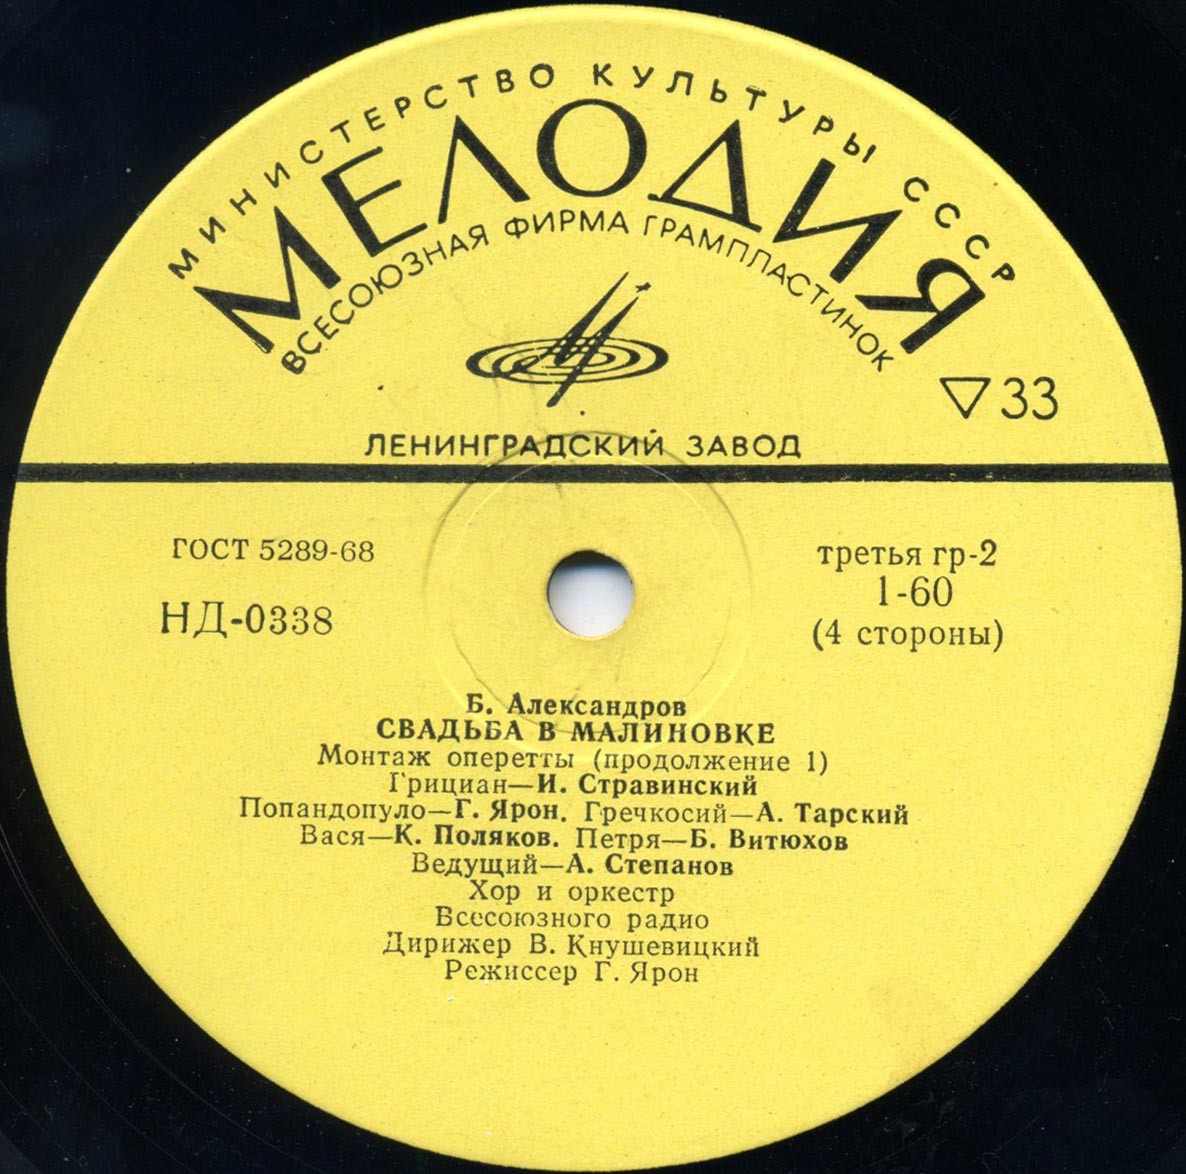 МИНИСТЕРСТВО КУЛЬТУРЫ СССР
МЕЛОДИЯ
ВСЕСОЮЗНАЯ ФИРМА ГРАМПЛАСТИНОК
М
33
ЛЕНИНГРАДСКИЙ ЗАВОД
ГОСТ 5289-68
НД-0338
третья гр-2
1-60
(4 стороны)
Б. Александров
СВАДЬБА В МАЛИНОВКЕ
Монтаж оперетты (продолжение 1)
Грициан—И. Стравинский
Попандопуло—Г. Ярон. Гречкосий—А. Тарский
Вася—К. Поляков. Петря—Б. Витюхов
Ведущий—А. Степанов
Хор и оркестр
Всесоюзного радио
Дирижер В. Кнушевицкий
Режиссер Г. Ярон